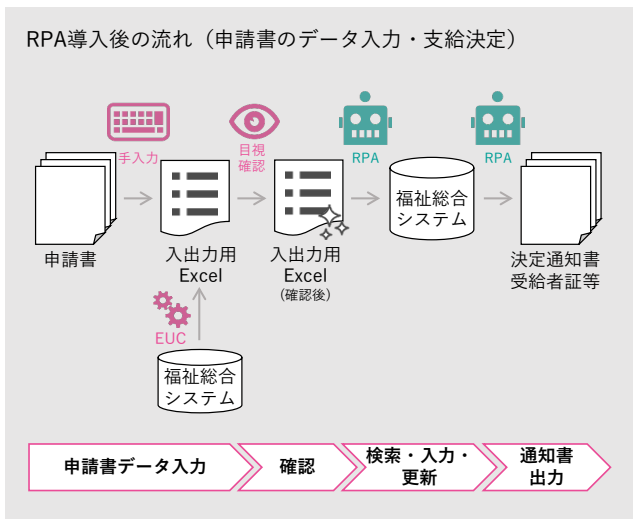 RPA導入後の流れ（申請書のデータ入力・支給決定）
手入力
目視
確認
RPA
RPA
申請書
入出力用
Excel
入出力用
Excel
（確認後）
福祉総合
システム
決定通知書
受給者証等
EUC
福祉総合
システム
申請書データ入力
確認
検索・入力・
更新
通知書
出力